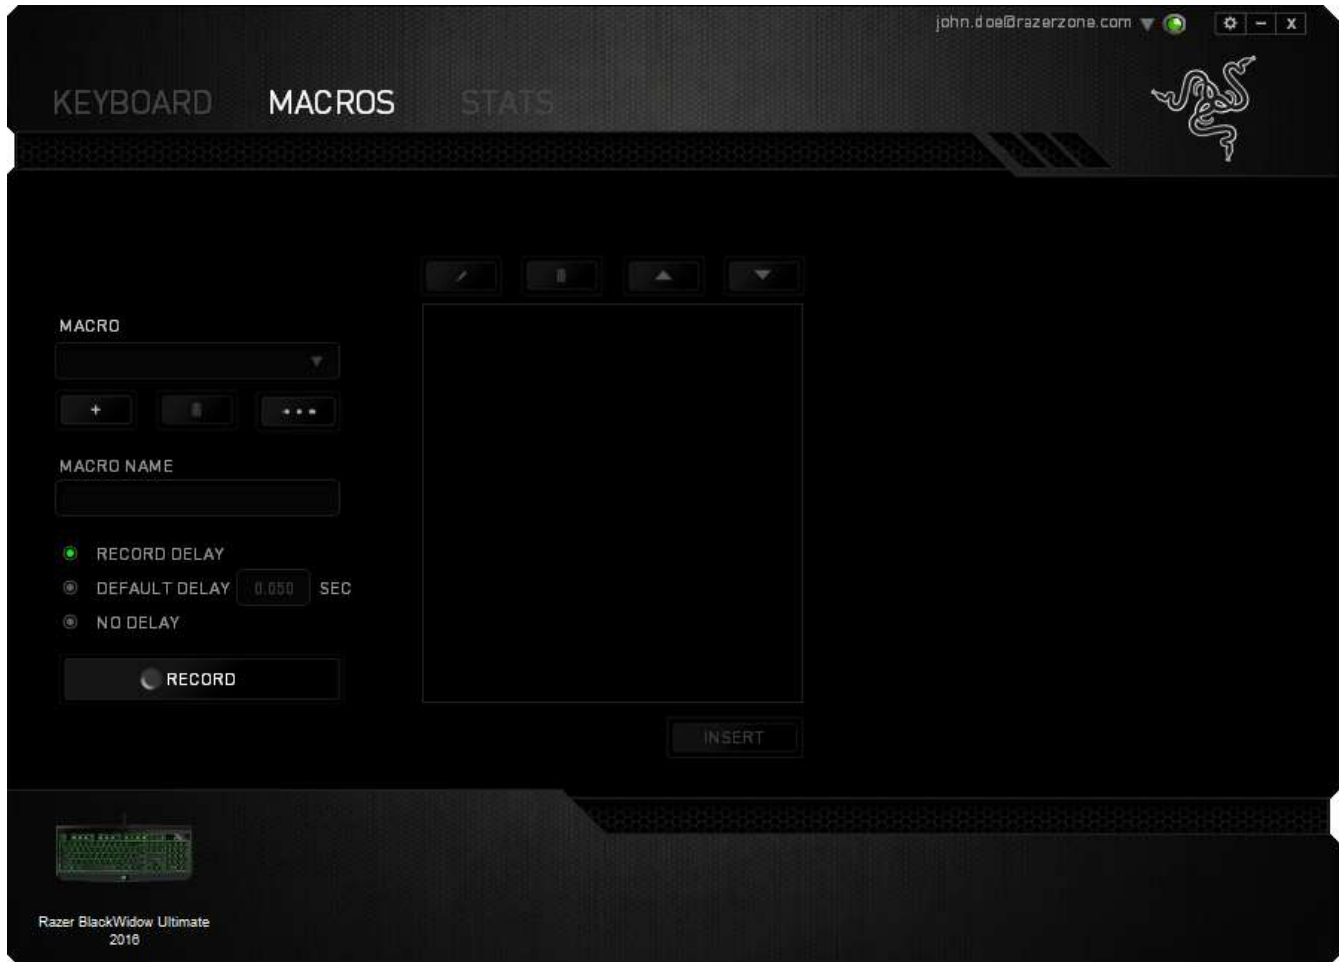 john.doe@razerzone.com
KEYBOARD MACROS STATS
MACRO
MACRO NAME
RECORD DELAY
DEFAULT DELAY 0.050 SEC
NO DELAY
RECORD
INSERT
Razer BlackWidow Ultimate
2016